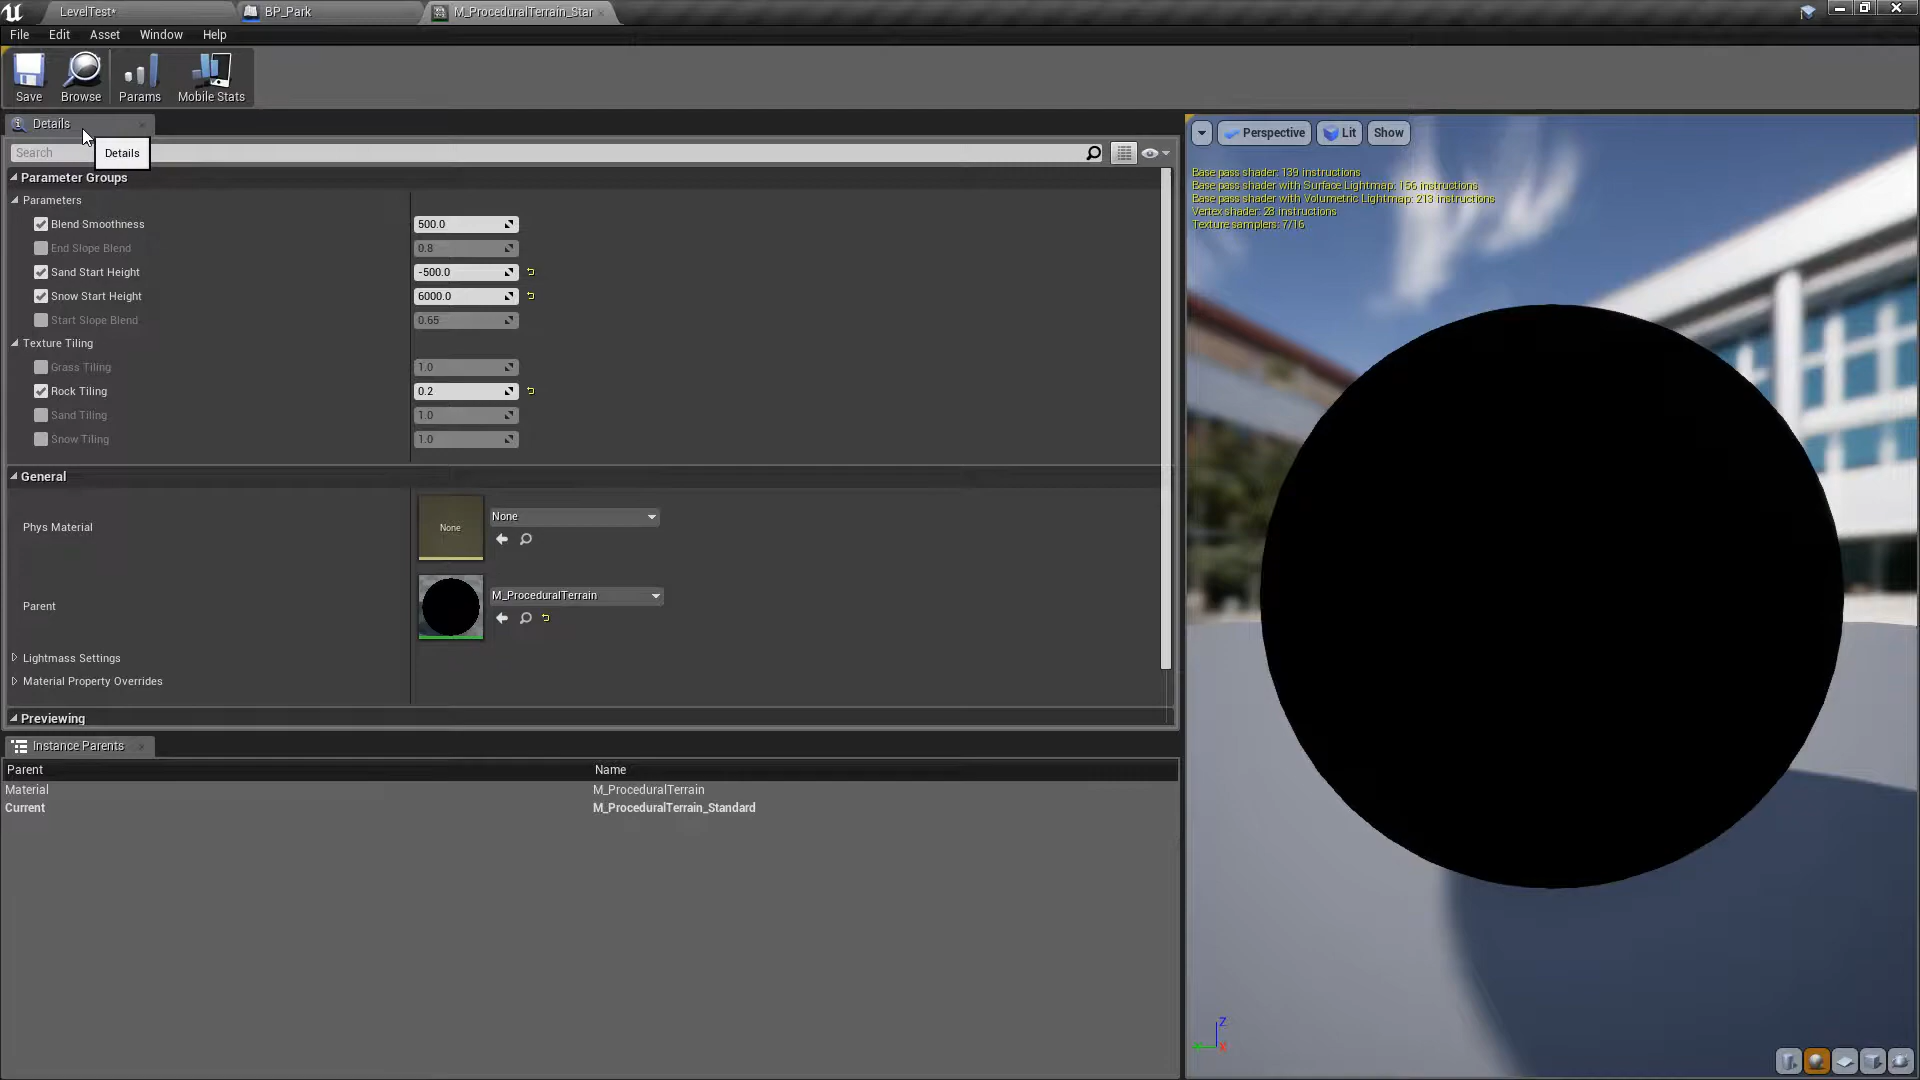 LevelTest*
BP_Park
M_ProceduralTerrain_Star
File Edit Asset Window Help
Save Browse Params Mobile Stats
Details
Search
Details
Parameter Groups
Parameters
Blend Smoothness 500.0
End Slope Blend 0.8
Sand Start Height -500.0
Snow Start Height 6000.0
Start Slope Blend 0.65
Texture Tiling
Grass Tiling 1.0
Rock Tiling 0.2
Sand Tiling 1.0
Snow Tiling 1.0
General
Phys Material None None
Parent M_ProceduralTerrain
Lightmass Settings
Material Property Overrides
Previewing
Instance Parents
Parent Name
Material M_ProceduralTerrain
Current M_ProceduralTerrain_Standard
Perspective Lit Show
Base pass shader: 139 instructions
Base pass shader with Surface Lightmap: 156 instructions
Base pass shader with Volumetric Lightmap: 213 instructions
Vertex shader: 28 instructions
Texture samplers: 7/16
Z
X